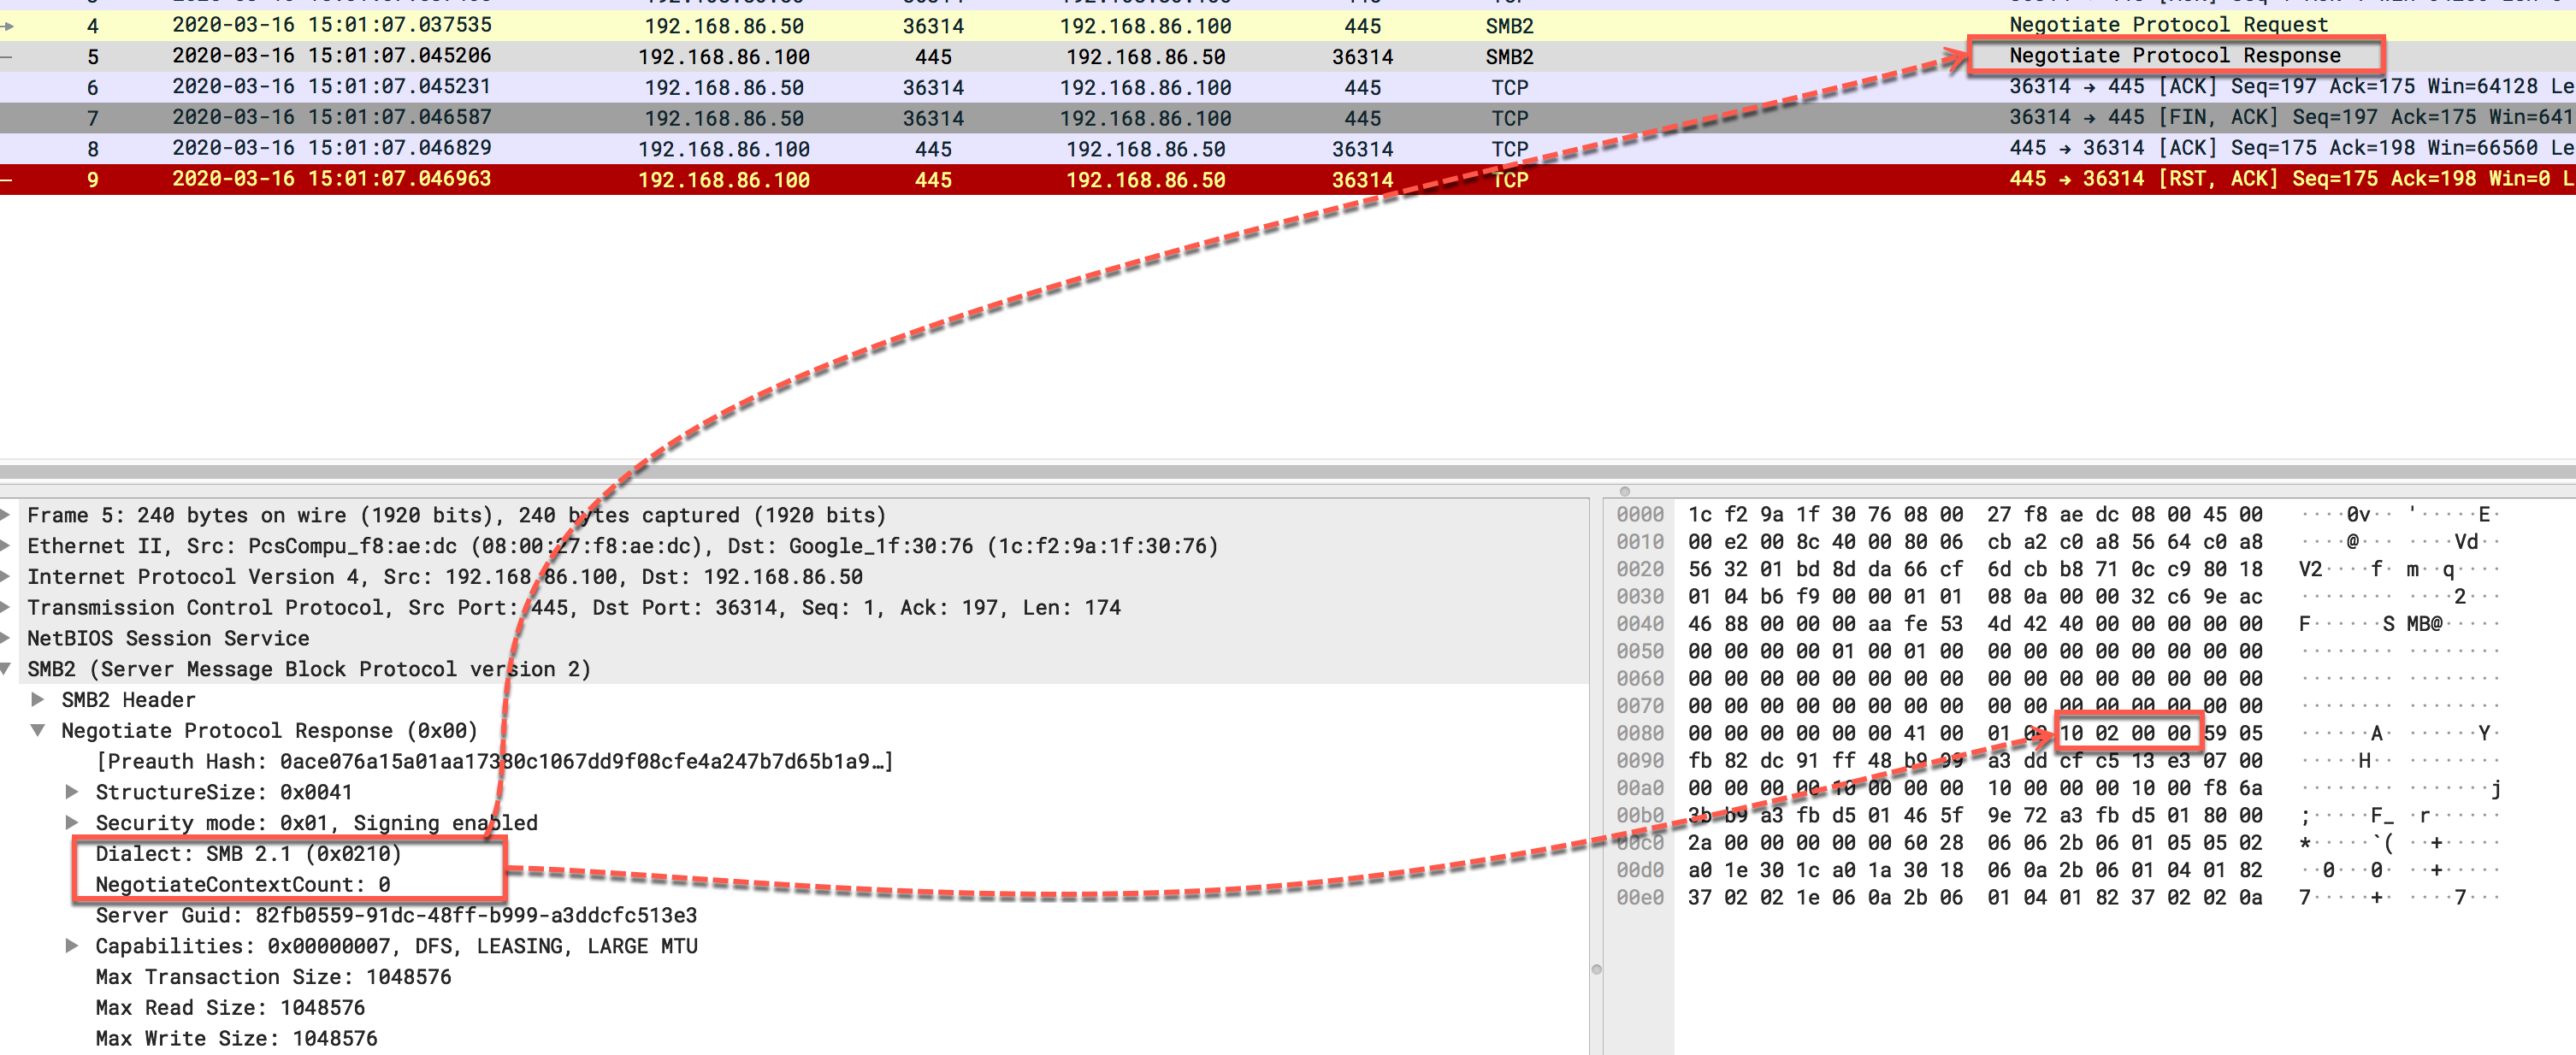 4 2020-03-16 15:01:07.037535 192.168.86.50 36314 192.168.86.100 445 SMB2 Negotiate Protocol Request
5 2020-03-16 15:01:07.045206 192.168.86.100 445 192.168.86.50 36314 SMB2 Negotiate Protocol Response
6 2020-03-16 15:01:07.045231 192.168.86.50 36314 192.168.86.100 445 TCP 36314 → 445 [ACK] Seq=197 Ack=175 Win=64128 Le
7 2020-03-16 15:01:07.046587 192.168.86.50 36314 192.168.86.100 445 TCP 36314 → 445 [FIN, ACK] Seq=197 Ack=175 Win=641
8 2020-03-16 15:01:07.046829 192.168.86.100 445 192.168.86.50 36314 TCP 445 → 36314 [ACK] Seq=175 Ack=198 Win=66560 Le
9 2020-03-16 15:01:07.046963 192.168.86.100 445 192.168.86.50 36314 TCP 445 → 36314 [RST, ACK] Seq=175 Ack=198 Win=0 L
Frame 5: 240 bytes on wire (1920 bits), 240 bytes captured (1920 bits)
Ethernet II, Src: PcsCompu_f8:ae:dc (08:00:27:f8:ae:dc), Dst: Google_1f:30:76 (1c:f2:9a:1f:30:76)
Internet Protocol Version 4, Src: 192.168.86.100, Dst: 192.168.86.50
Transmission Control Protocol, Src Port: 445, Dst Port: 36314, Seq: 1, Ack: 197, Len: 174
NetBIOS Session Service
SMB2 (Server Message Block Protocol version 2)
SMB2 Header
Negotiate Protocol Response (0x00)
[Preauth Hash: 0ace076a15a01aa17380c1067dd9f08cfe4a247b7d65b1a9…]
StructureSize: 0x0041
Security mode: 0x01, Signing enabled
Dialect: SMB 2.1 (0x0210)
NegotiateContextCount: 0
Server Guid: 82fb0559-91dc-48ff-b999-a3ddcfc513e3
Capabilities: 0x00000007, DFS, LEASING, LARGE MTU
Max Transaction Size: 1048576
Max Read Size: 1048576
Max Write Size: 1048576
0000 1c f2 9a 1f 30 76 08 00 27 f8 ae dc 08 00 45 00 ····0v·· '·····E·
0010 00 e2 00 8c 40 00 80 06 cb a2 c0 a8 56 64 c0 a8 ····@··· ····Vd··
0020 56 32 01 bd 8d da 66 cf 6d cb b8 71 0c c9 80 18 V2····f· m··q····
0030 01 04 b6 f9 00 00 01 01 08 0a 00 00 32 c6 9e ac ········ ····2···
0040 46 88 00 00 00 aa fe 53 4d 42 40 00 00 00 00 00 F······S MB@·····
0050 00 00 00 00 01 00 01 00 00 00 00 00 00 00 00 00 ········ ········
0060 00 00 00 00 00 00 00 00 00 00 00 00 00 00 00 00 ········ ········
0070 00 00 00 00 00 00 00 00 00 00 00 00 00 00 00 00 ········ ········
0080 00 00 00 00 00 00 41 00 01 00 10 02 00 00 59 05 ······A· ······Y·
0090 fb 82 dc 91 ff 48 b9 99 a3 dd cf c5 13 e3 07 00 ·····H·· ········
00a0 00 00 00 00 10 00 00 00 10 00 00 00 10 00 f8 6a ········ ·······j
00b0 3b b9 a3 fb d5 01 46 5f 9e 72 a3 fb d5 01 80 00 ;·····F_ ·r······
00c0 2a 00 00 00 00 00 60 28 06 06 2b 06 01 05 05 02 *·····`( ··+·····
00d0 a0 1e 30 1c a0 1a 30 18 06 0a 2b 06 01 04 01 82 ··0···0· ··+·····
00e0 37 02 02 1e 06 0a 2b 06 01 04 01 82 37 02 02 0a 7·····+· ····7···